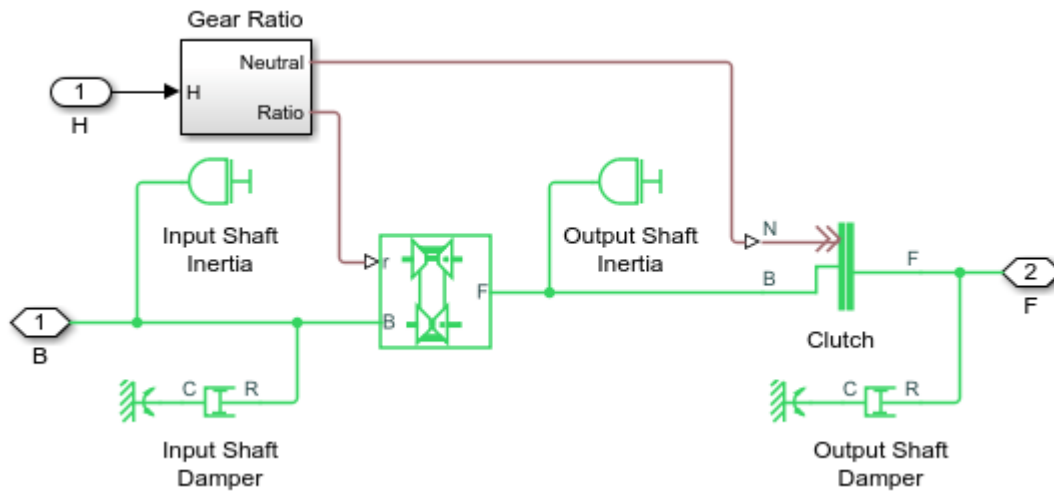 Gear Ratio
Neutral
1
H
Ratio
H
N
Input Shaft
Inertia
Output Shaft
Inertia
r
F
B
F
2
F
1
B
B
Clutch
C
R
C
R
Input Shaft
Damper
Output Shaft
Damper